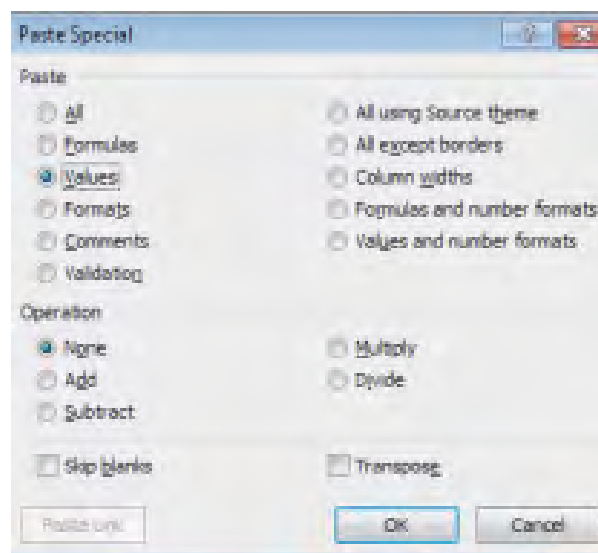 Paste Special
Paste
All
All using Source theme
Formulas
All except borders
Values
Column widths
Formats
Formulas and number formats
Comments
Values and number formats
Validation
Operation
None
Multiply
Add
Divide
Subtract
Skip blanks
Transpose
Paste Link
OK
Cancel